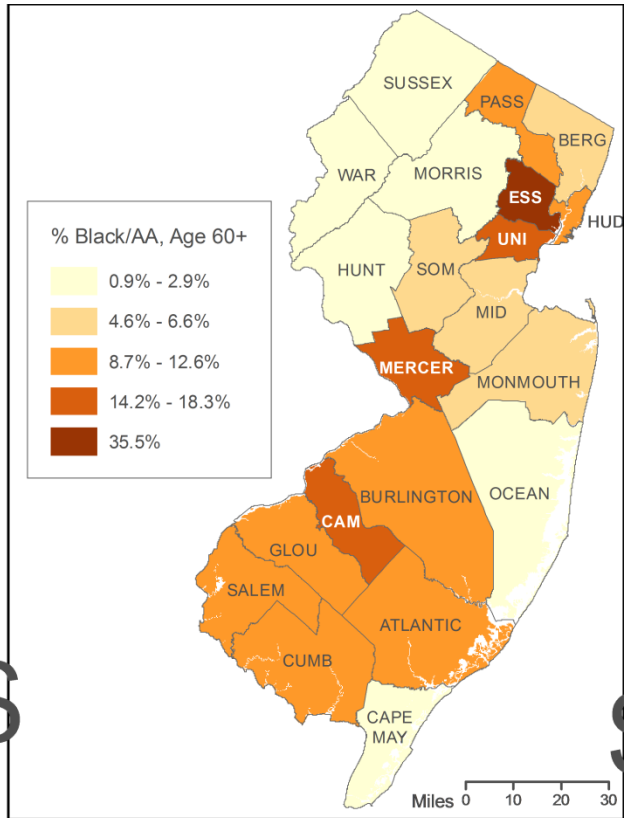 SUSSEX
PASS
BERG
WAR
MORRIS
ESS
HUD
UNI
% Black/AA, Age 60+
0.9% - 2.9%
4.6% - 6.6%
8.7% - 12.6%
14.2% - 18.3%
35.5%
HUNT
SOM
MID
MERCER
MONMOUTH
OCEAN
BURLINGTON
CAM
GLOU
SALEM
ATLANTIC
CUMB
CAPE
MAY
Miles 0 10 20 30
S